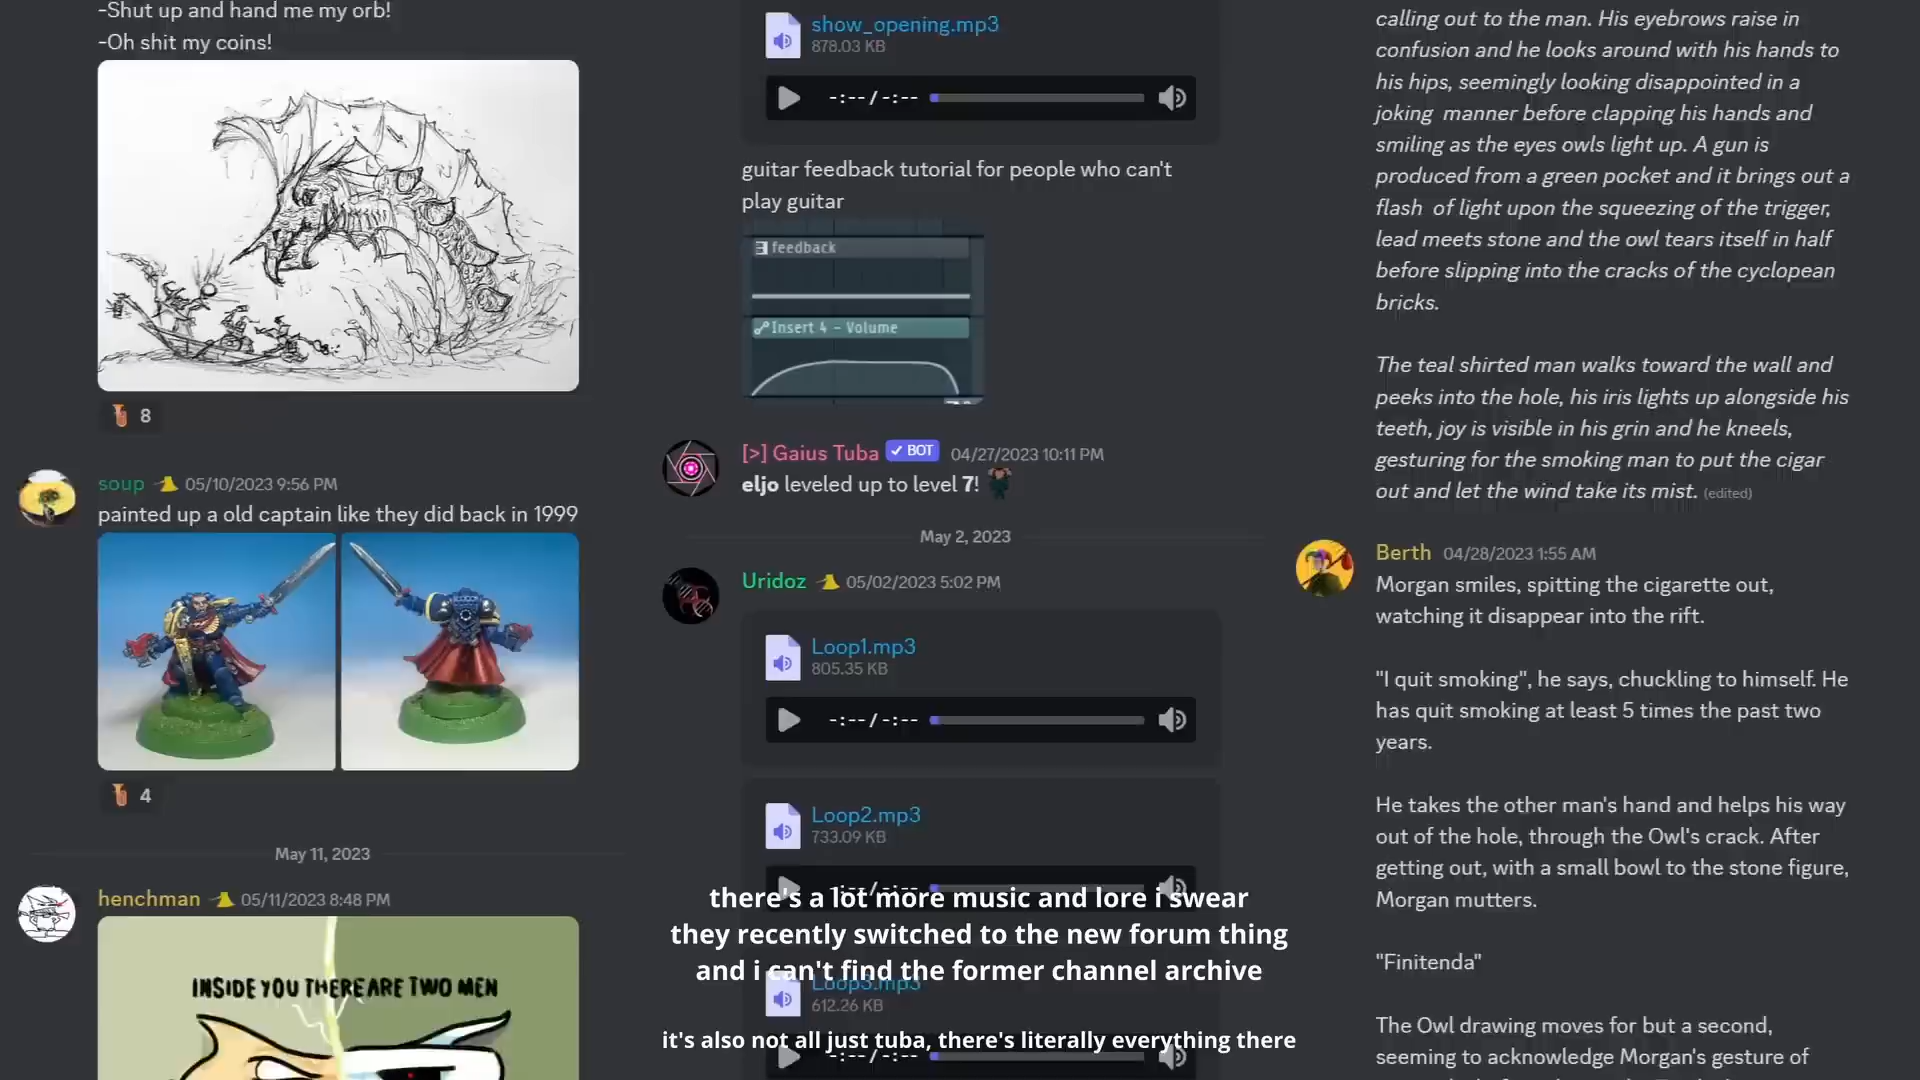 -Shut up and hand me my orb!
-Oh shit my coins!
8
soup 05/10/2023 9:56 PM
painted up a old captain like they did back in 1999
4
May 11, 2023
henchman 05/11/2023 8:48 PM
INSIDE YOU THERE ARE TWO MEN
show_opening.mp3
878.03 KB
-:-- / -:--
guitar feedback tutorial for people who can't
play guitar
feedback
Insert 4 - Volume
[>] Gaius Tuba ✓ BOT 04/27/2023 10:11 PM
eljo leveled up to level 7!
May 2, 2023
Uridoz 05/02/2023 5:02 PM
Loop1.mp3
805.35 KB
-:-- / -:--
Loop2.mp3
733.09 KB
-:-- / -:--
there's a lot more music and lore i swear
they recently switched to the new forum thing
and i can't find the former channel archive
Loop3.mp3
612.26 KB
it's also not all just tuba, there's literally everything there
-:-- / -:--
calling out to the man. His eyebrows raise in
confusion and he looks around with his hands to
his hips, seemingly looking disappointed in a
joking manner before clapping his hands and
smiling as the eyes owls light up. A gun is
produced from a green pocket and it brings out a
flash of light upon the squeezing of the trigger,
lead meets stone and the owl tears itself in half
before slipping into the cracks of the cyclopean
bricks.
The teal shirted man walks toward the wall and
peeks into the hole, his iris lights up alongside his
teeth, joy is visible in his grin and he kneels,
gesturing for the smoking man to put the cigar
out and let the wind take its mist. (edited)
Berth 04/28/2023 1:55 AM
Morgan smiles, spitting the cigarette out,
watching it disappear into the rift.
"I quit smoking", he says, chuckling to himself. He
has quit smoking at least 5 times the past two
years.
He takes the other man's hand and helps his way
out of the hole, through the Owl's crack. After
getting out, with a small bowl to the stone figure,
Morgan mutters.
"Finitenda"
The Owl drawing moves for but a second,
seeming to acknowledge Morgan's gesture of